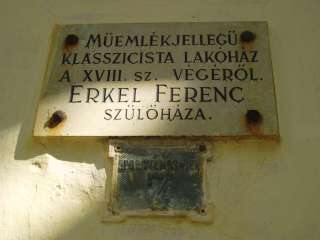 MŰEMLÉKJELLEGŰ
KLASSZICISTA LAKÓHÁZ
A XVIII. SZ. VÉGÉRŐL.
ERKEL FERENC
SZÜLŐHÁZA.